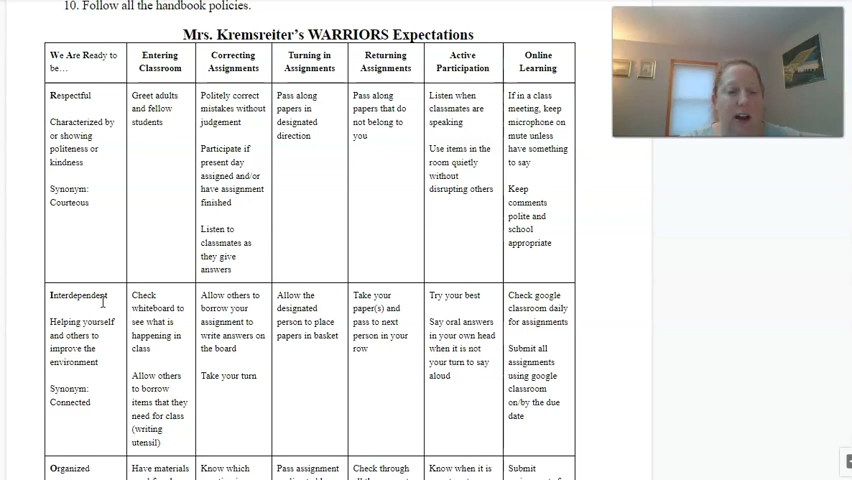 10. Follow all the handbook policies.
Mrs. Kremsreiter's WARRIORS Expectations
We Are Ready to
be…
Entering
Classroom
Correcting
Assignments
Turning in
Assignments
Returning
Assignments
Active
Participation
Online
Learning
Respectful
Characterized by
or showing
politeness or
kindness
Synonym:
Courteous
Greet adults
and fellow
students
Politely correct
mistakes without
judgement
Participate if
present day
assigned and/or
have assignment
finished
Listen to
classmates as
they give
answers
Pass along
papers in
designated
direction
Pass along
papers that do
not belong to
you
Listen when
classmates are
speaking
Use items in the
room quietly
without
disrupting others
If in a class
meeting, keep
microphone on
mute unless
have something
to say
Keep
comments
polite and
school
appropriate
Interdependent
Helping yourself
and others to
improve the
environment
Synonym:
Connected
Check
whiteboard to
see what is
happening in
class
Allow others
to borrow
items that they
need for class
(writing
utensil)
Allow others to
borrow your
assignment to
write answers on
the board
Take your turn
Allow the
designated
person to place
papers in basket
Take your
paper(s) and
pass to next
person in your
row
Try your best
Say oral answers
in your own head
when it is not
your turn to say
aloud
Check google
classroom daily
for assignments
Submit all
assignments
using google
classroom
on/by the due
date
Organized
Have materials
Know which
Pass assignment
Check through
Know when it is
Submit